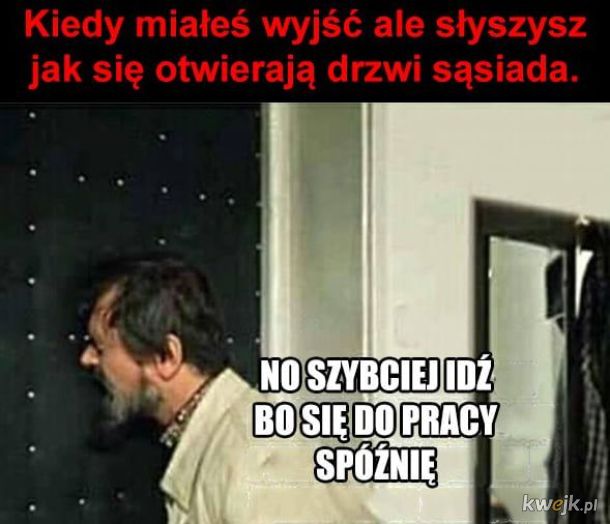 Kiedy miałeś wyjść ale słyszysz
jak się otwierają drzwi sąsiada.
NO SZYBCIEJ IDŹ
BO SIĘ DO PRACY
SPÓŹNIĘ
kwejk.pl